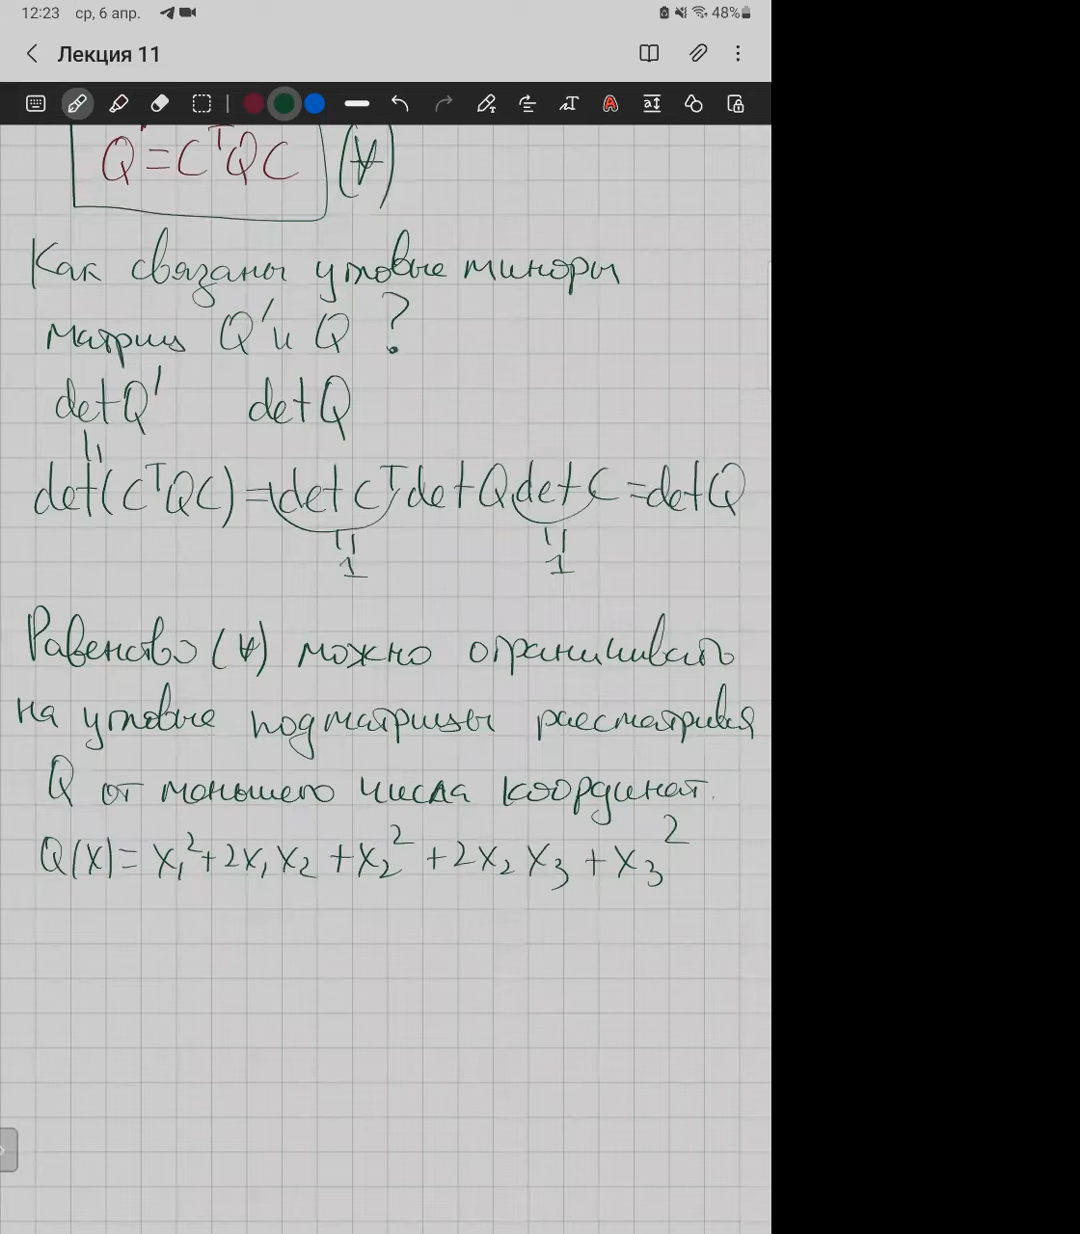 12:23 ср, 6 апр. 48%
Лекция 11
Q'=CᵀQC (∀)
Как связаны угловые миноры
матриц Q' и Q ?
det Q' det Q
||
det(CᵀQC)=det Cᵀ det Q det C = det Q
|| ||
1 1
Равенство (∀) можно ограничивать
на угловые подматрицы рассматривая
Q от меньшего числа координат.
Q(x)= x₁²+2x₁x₂ +x₂² +2x₂x₃ +x₃²